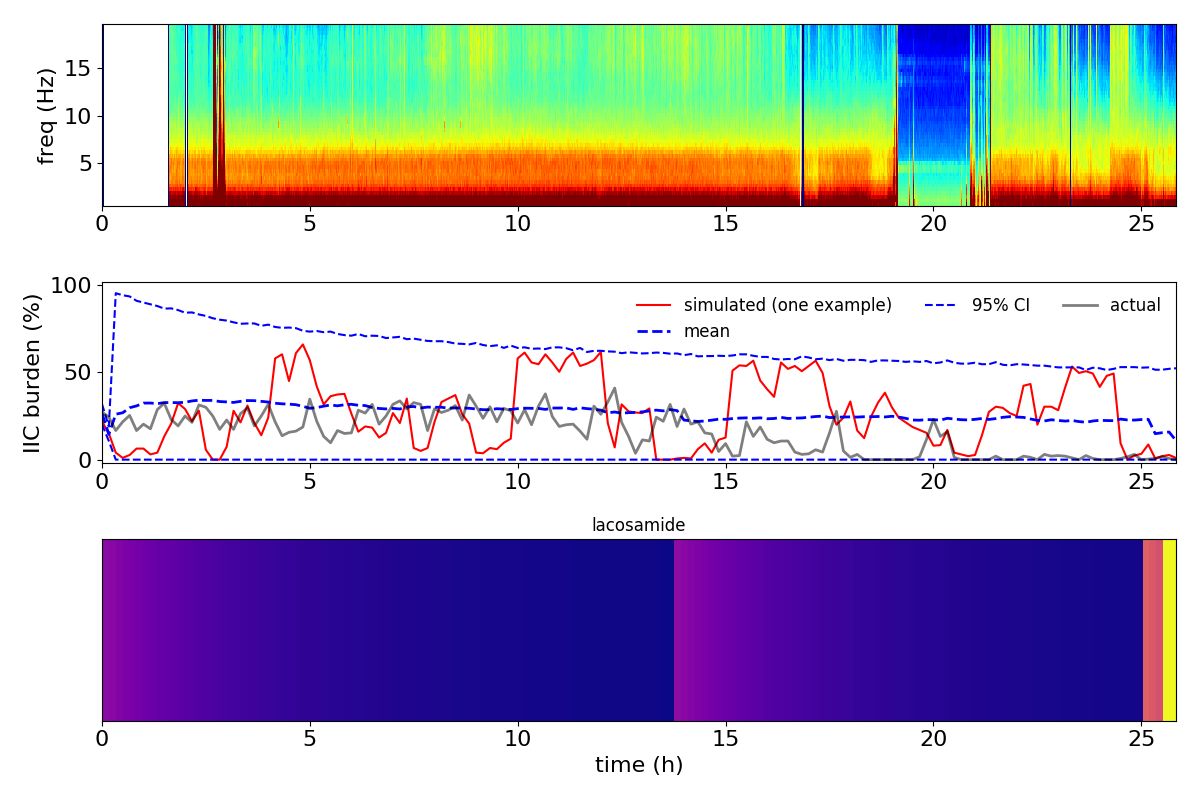 freq (Hz)
15
10
5
0 5 10 15 20 25
IIC burden (%)
100
50
0
simulated (one example)
mean
95% CI
actual
0 5 10 15 20 25
lacosamide
0 5 10 15 20 25
time (h)